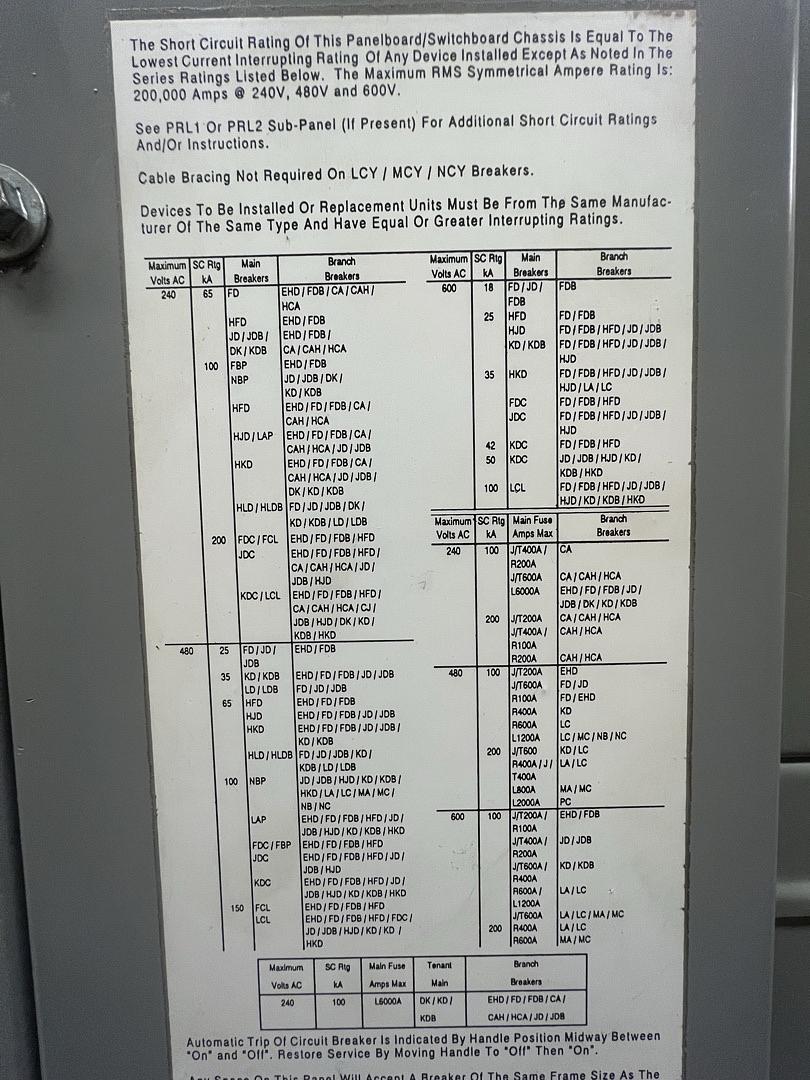 The Short Circuit Rating Of This Panelboard/Switchboard Chassis Is Equal To The
Lowest Current Interrupting Rating Of Any Device Installed Except As Noted In The
Series Ratings Listed Below. The Maximum RMS Symmetrical Ampere Rating Is:
200,000 Amps @ 240V, 480V and 600V.
See PRL1 Or PRL2 Sub-Panel (If Present) For Additional Short Circuit Ratings
And/Or Instructions.
Cable Bracing Not Required On LCY / MCY / NCY Breakers.
Devices To Be Installed Or Replacement Units Must Be From The Same Manufac-
turer Of The Same Type And Have Equal Or Greater Interrupting Ratings.
Maximum SC Rtg Main Branch
Volts AC kA Breakers Breakers
240 65 FD EHD / FDB / CA / CAH /
HCA
HFD EHD / FDB
JD / JDB / EHD / FDB /
DK / KDB CA / CAH / HCA
100 FBP EHD / FDB
NBP JD / JDB / DK /
KD / KDB
HFD EHD / FD / FDB / CA /
CAH / HCA
HJD / LAP EHD / FD / FDB / CA /
CAH / HCA / JD / JDB
HKD EHD / FD / FDB / CA /
CAH / HCA / JD / JDB /
DK / KD / KDB
HLD / HLDB FD / JD / JDB / DK /
KD / KDB / LD / LDB
200 FDC / FCL EHD / FD / FDB / HFD
JDC EHD / FD / FDB / HFD /
CA / CAH / HCA / JD /
JDB / HJD
KDC / LCL EHD / FD / FDB / HFD /
CA / CAH / HCA / CJ /
JDB / HJD / DK / KD /
KDB / HKD
480 25 FD / JD / EHD / FDB
JDB
35 KD / KDB EHD / FD / FDB / JD / JDB
LD / LDB FD / JD / JDB
65 HFD EHD / FD / FDB
HJD EHD / FD / FDB / JD / JDB
HKD EHD / FD / FDB / JD / JDB /
KD / KDB
HLD / HLDB FD / JD / JDB / KD /
KDB / LD / LDB
100 NBP JD / JDB / HJD / KD / KDB /
HKD / LA / LC / MA / MC /
NB / NC
LAP EHD / FD / FDB / HFD / JD /
JDB / HJD / KD / KDB / HKD
FDC / FBP EHD / FD / FDB / HFD
JDC EHD / FD / FDB / HFD / JD /
JDB / HJD
KDC EHD / FD / FDB / HFD / JD /
JDB / HJD / KD / KDB / HKD
150 FCL EHD / FD / FDB / HFD
LCL EHD / FD / FDB / HFD / FDC /
JD / JDB / HJD / KD / KD /
HKD
Maximum SC Rtg Main Branch
Volts AC kA Breakers Breakers
600 18 FD / JD / FDB
FDB
25 HFD FD / FDB
HJD FD / FDB / HFD / JD / JDB
KD / KDB FD / FDB / HFD / JD / JDB /
HJD
35 HKD FD / FDB / HFD / JD / JDB /
HJD / LA / LC
FDC FD / FDB / HFD
JDC FD / FDB / HFD / JD / JDB /
HJD
42 KDC FD / FDB / HFD
50 KDC JD / JDB / HJD / KD /
KDB / HKD
100 LCL FD / FDB / HFD / JD / JDB /
HJD / KD / KDB / HKD
Maximum SC Rtg Main Fuse Branch
Volts AC kA Amps Max Breakers
240 100 J/T400A / CA
R200A
J/T600A CA / CAH / HCA
L6000A EHD / FD / FDB / JD /
JDB / DK / KD / KDB
200 J/T200A CA / CAH / HCA
J/T400A / CAH / HCA
R100A
R200A CAH / HCA
480 100 J/T200A EHD
J/T600A FD / JD
R100A FD / EHD
R400A KD
R600A LC
L1200A LC / MC / NB / NC
200 J/T600 KD / LC
R400A / J / LA / LC
T400A
L800A MA / MC
L2000A PC
600 100 J/T200A / EHD / FDB
R100A
J/T400A / JD / JDB
R200A
J/T600A / KD / KDB
R400A
R600A / LA / LC
L1200A
J/T600A LA / LC / MA / MC
200 R400A LA / LC
R600A MA / MC
Maximum SC Rtg Main Fuse Tenant Branch
Volts AC kA Amps Max Main Breakers
240 100 L6000A DK / KD / EHD / FD / FDB / CA /
KDB CAH / HCA / JD / JDB
Automatic Trip Of Circuit Breaker Is Indicated By Handle Position Midway Between
"On" and "Off". Restore Service By Moving Handle To "Off" Then "On".
Any Space On This Panel Will Accept A Breaker Of The Same Frame Size As The